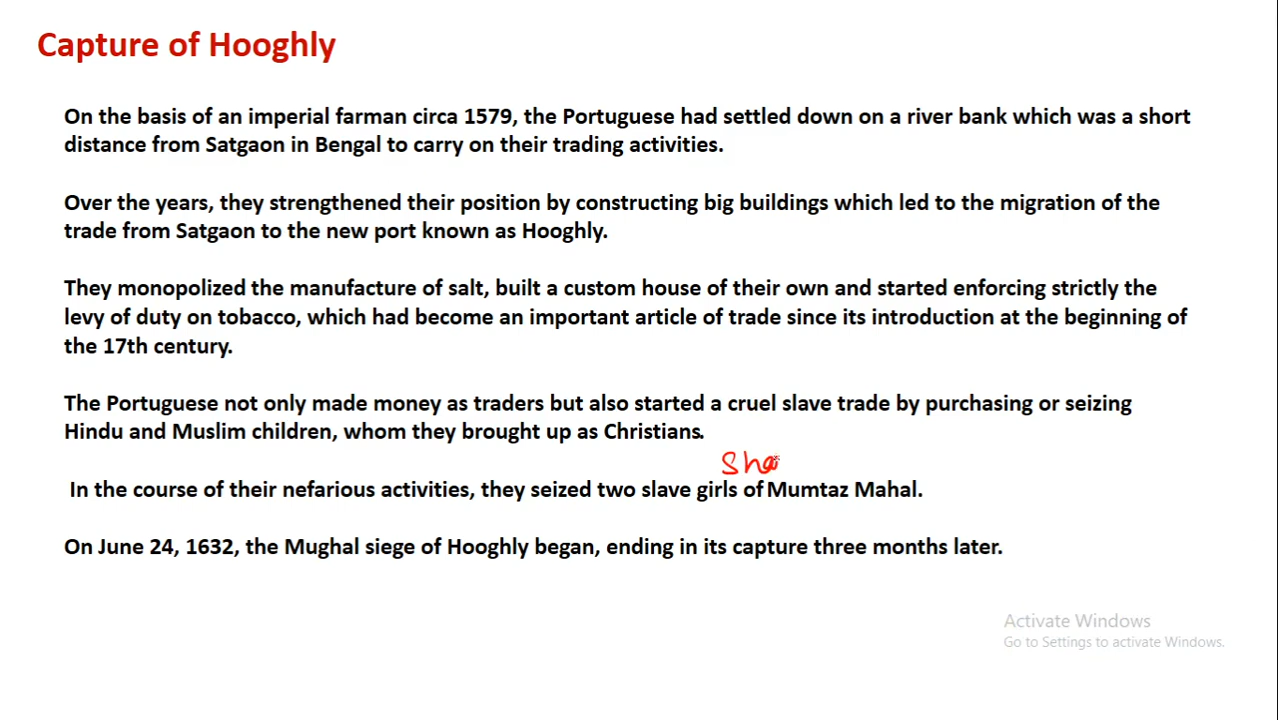 Capture of Hooghly
On the basis of an imperial farman circa 1579, the Portuguese had settled down on a river bank which was a short
distance from Satgaon in Bengal to carry on their trading activities.
Over the years, they strengthened their position by constructing big buildings which led to the migration of the
trade from Satgaon to the new port known as Hooghly.
They monopolized the manufacture of salt, built a custom house of their own and started enforcing strictly the
levy of duty on tobacco, which had become an important article of trade since its introduction at the beginning of
the 17th century.
The Portuguese not only made money as traders but also started a cruel slave trade by purchasing or seizing
Hindu and Muslim children, whom they brought up as Christians.
Sha
In the course of their nefarious activities, they seized two slave girls of Mumtaz Mahal.
On June 24, 1632, the Mughal siege of Hooghly began, ending in its capture three months later.
Activate Windows
Go to Settings to activate Windows.